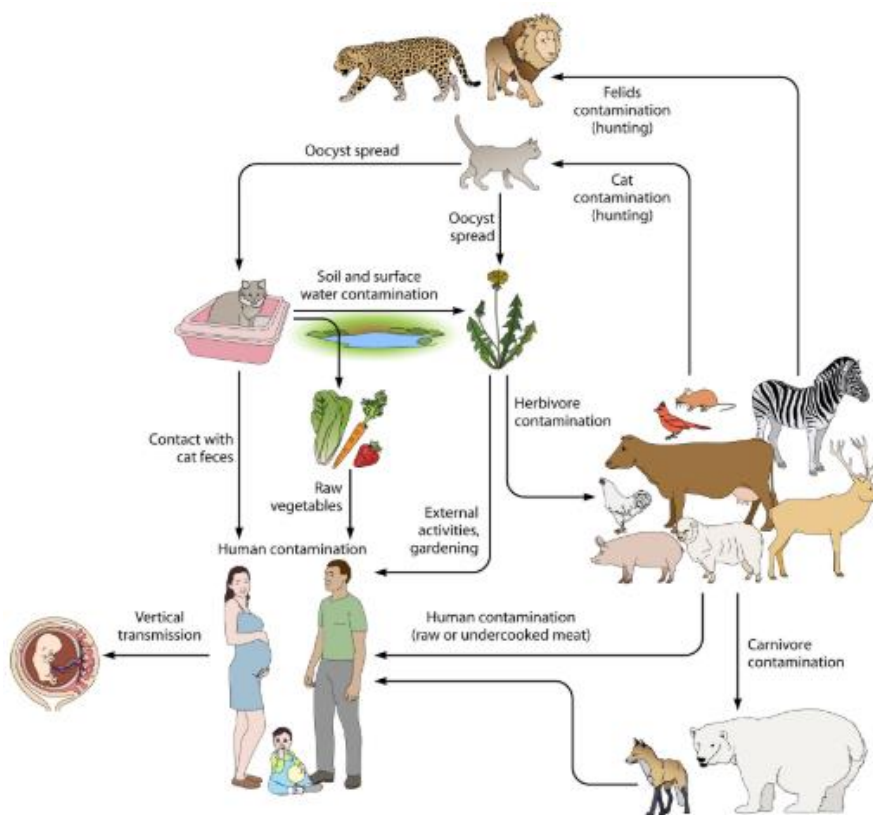 Felids
contamination
(hunting)
Oocyst spread
Cat
contamination
(hunting)
Oocyst
spread
Soil and surface
water contamination
Herbivore
contamination
Contact with
cat feces
Raw
vegetables
External
activities,
gardening
Human contamination
Vertical
transmission
Human contamination
(raw or undercooked meat)
Carnivore
contamination